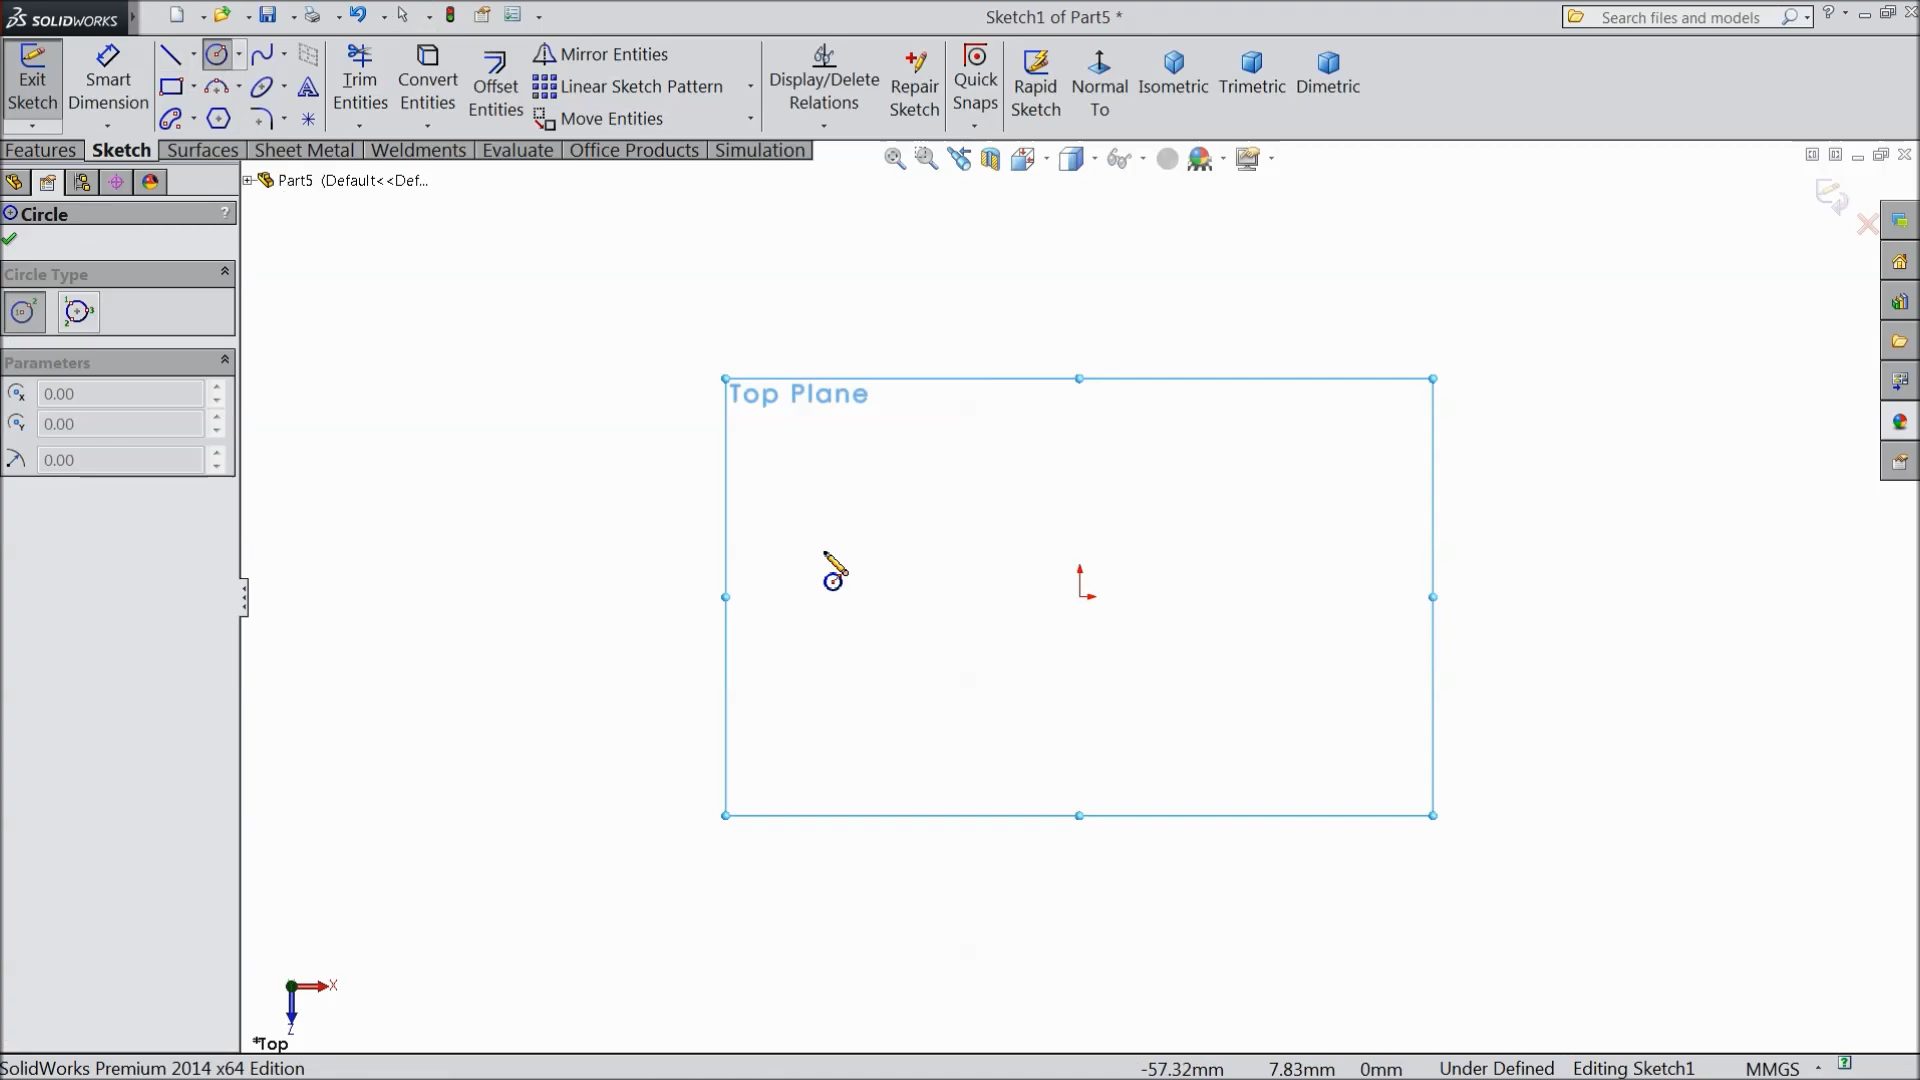 SOLIDWORKS
Sketch1 of Part5 *
Search files and models
?
Exit Sketch
Smart Dimension
Trim Entities
Convert Entities
Offset Entities
Mirror Entities
Linear Sketch Pattern
Move Entities
Display/Delete Relations
Repair Sketch
Quick Snaps
Rapid Sketch
Normal To
Isometric
Trimetric
Dimetric
Features
Sketch
Surfaces
Sheet Metal
Weldments
Evaluate
Office Products
Simulation
Part5 (Default<<Def...
Circle
?
Circle Type
Parameters
0.00
0.00
0.00
Top Plane
X
Z
*Top
SolidWorks Premium 2014 x64 Edition
-57.32mm
7.83mm
0mm
Under Defined
Editing Sketch1
MMGS